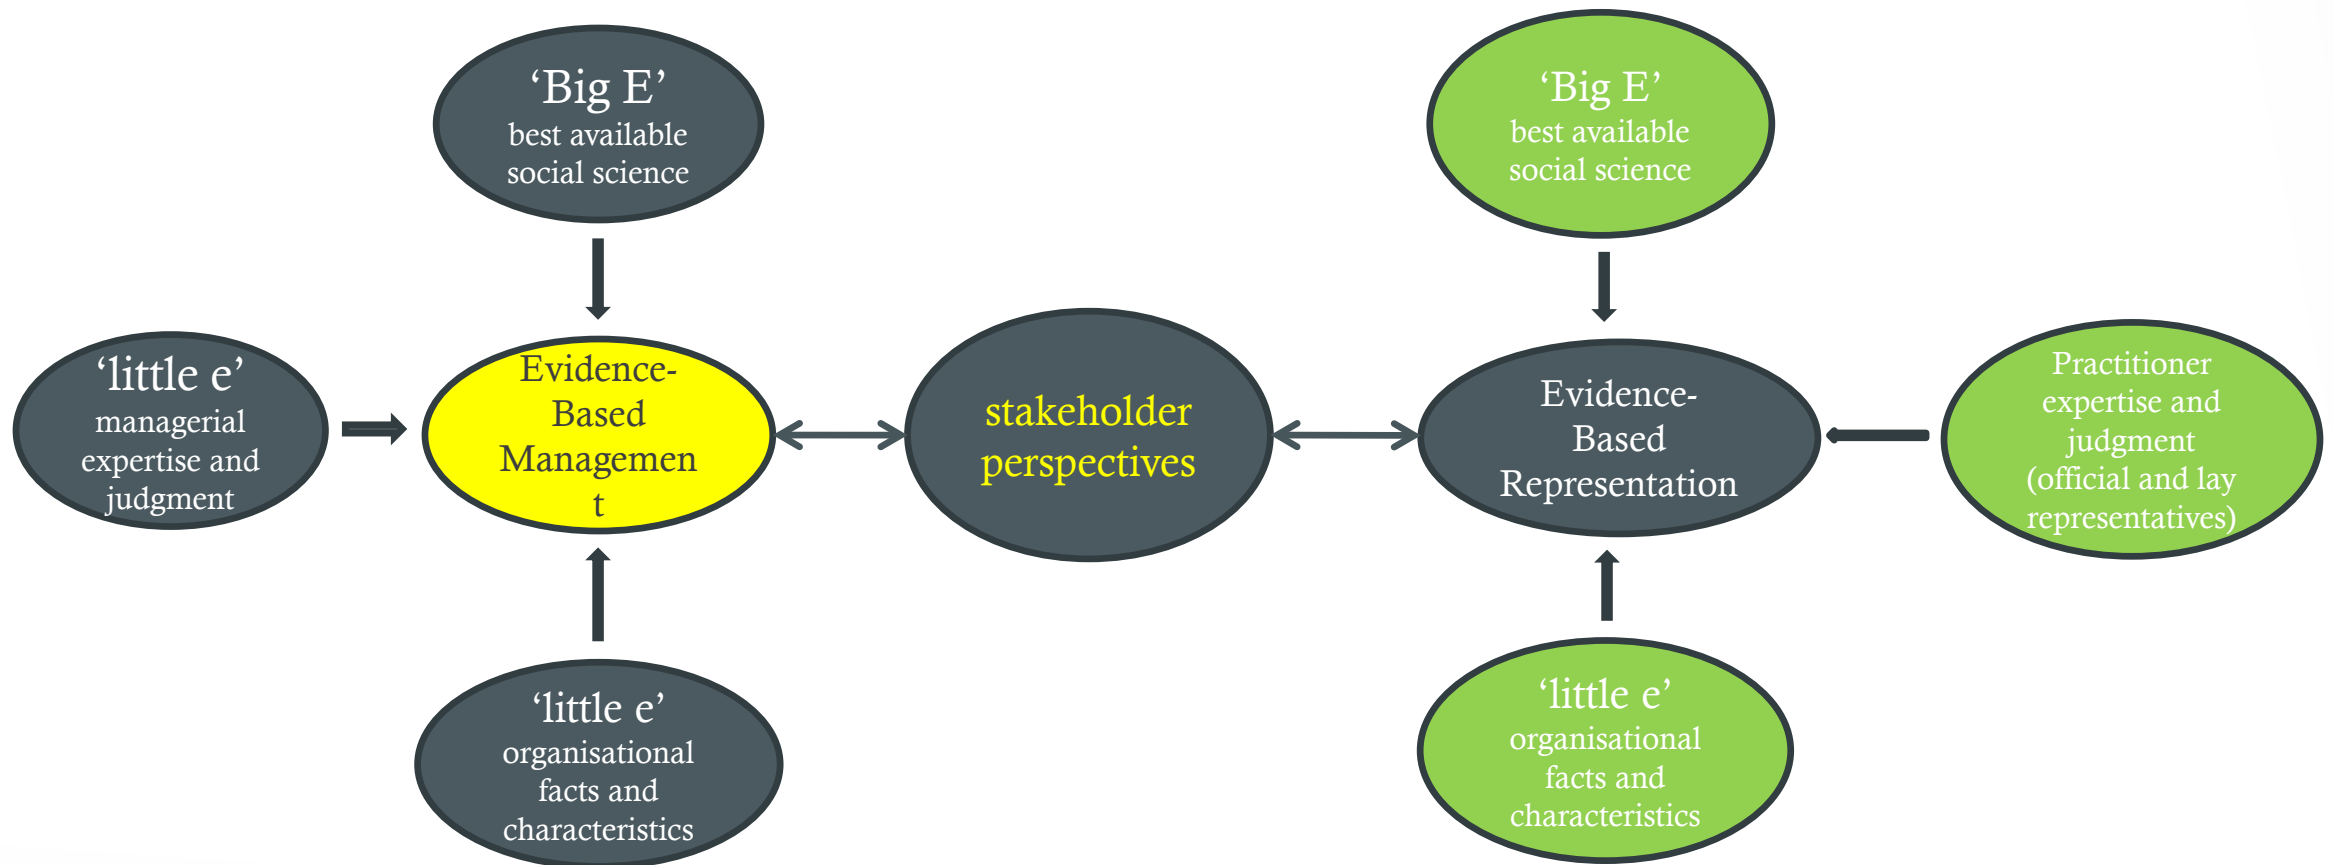 ‘Big E’
best available
social science
‘Big E’
best available
social science
‘little e’
managerial
expertise and
judgment
Evidence-
Based
Managemen
t
stakeholder
perspectives
Evidence-
Based
Representation
Practitioner
expertise and
judgment
(official and lay
representatives)
‘little e’
organisational
facts and
characteristics
‘little e’
organisational
facts and
characteristics